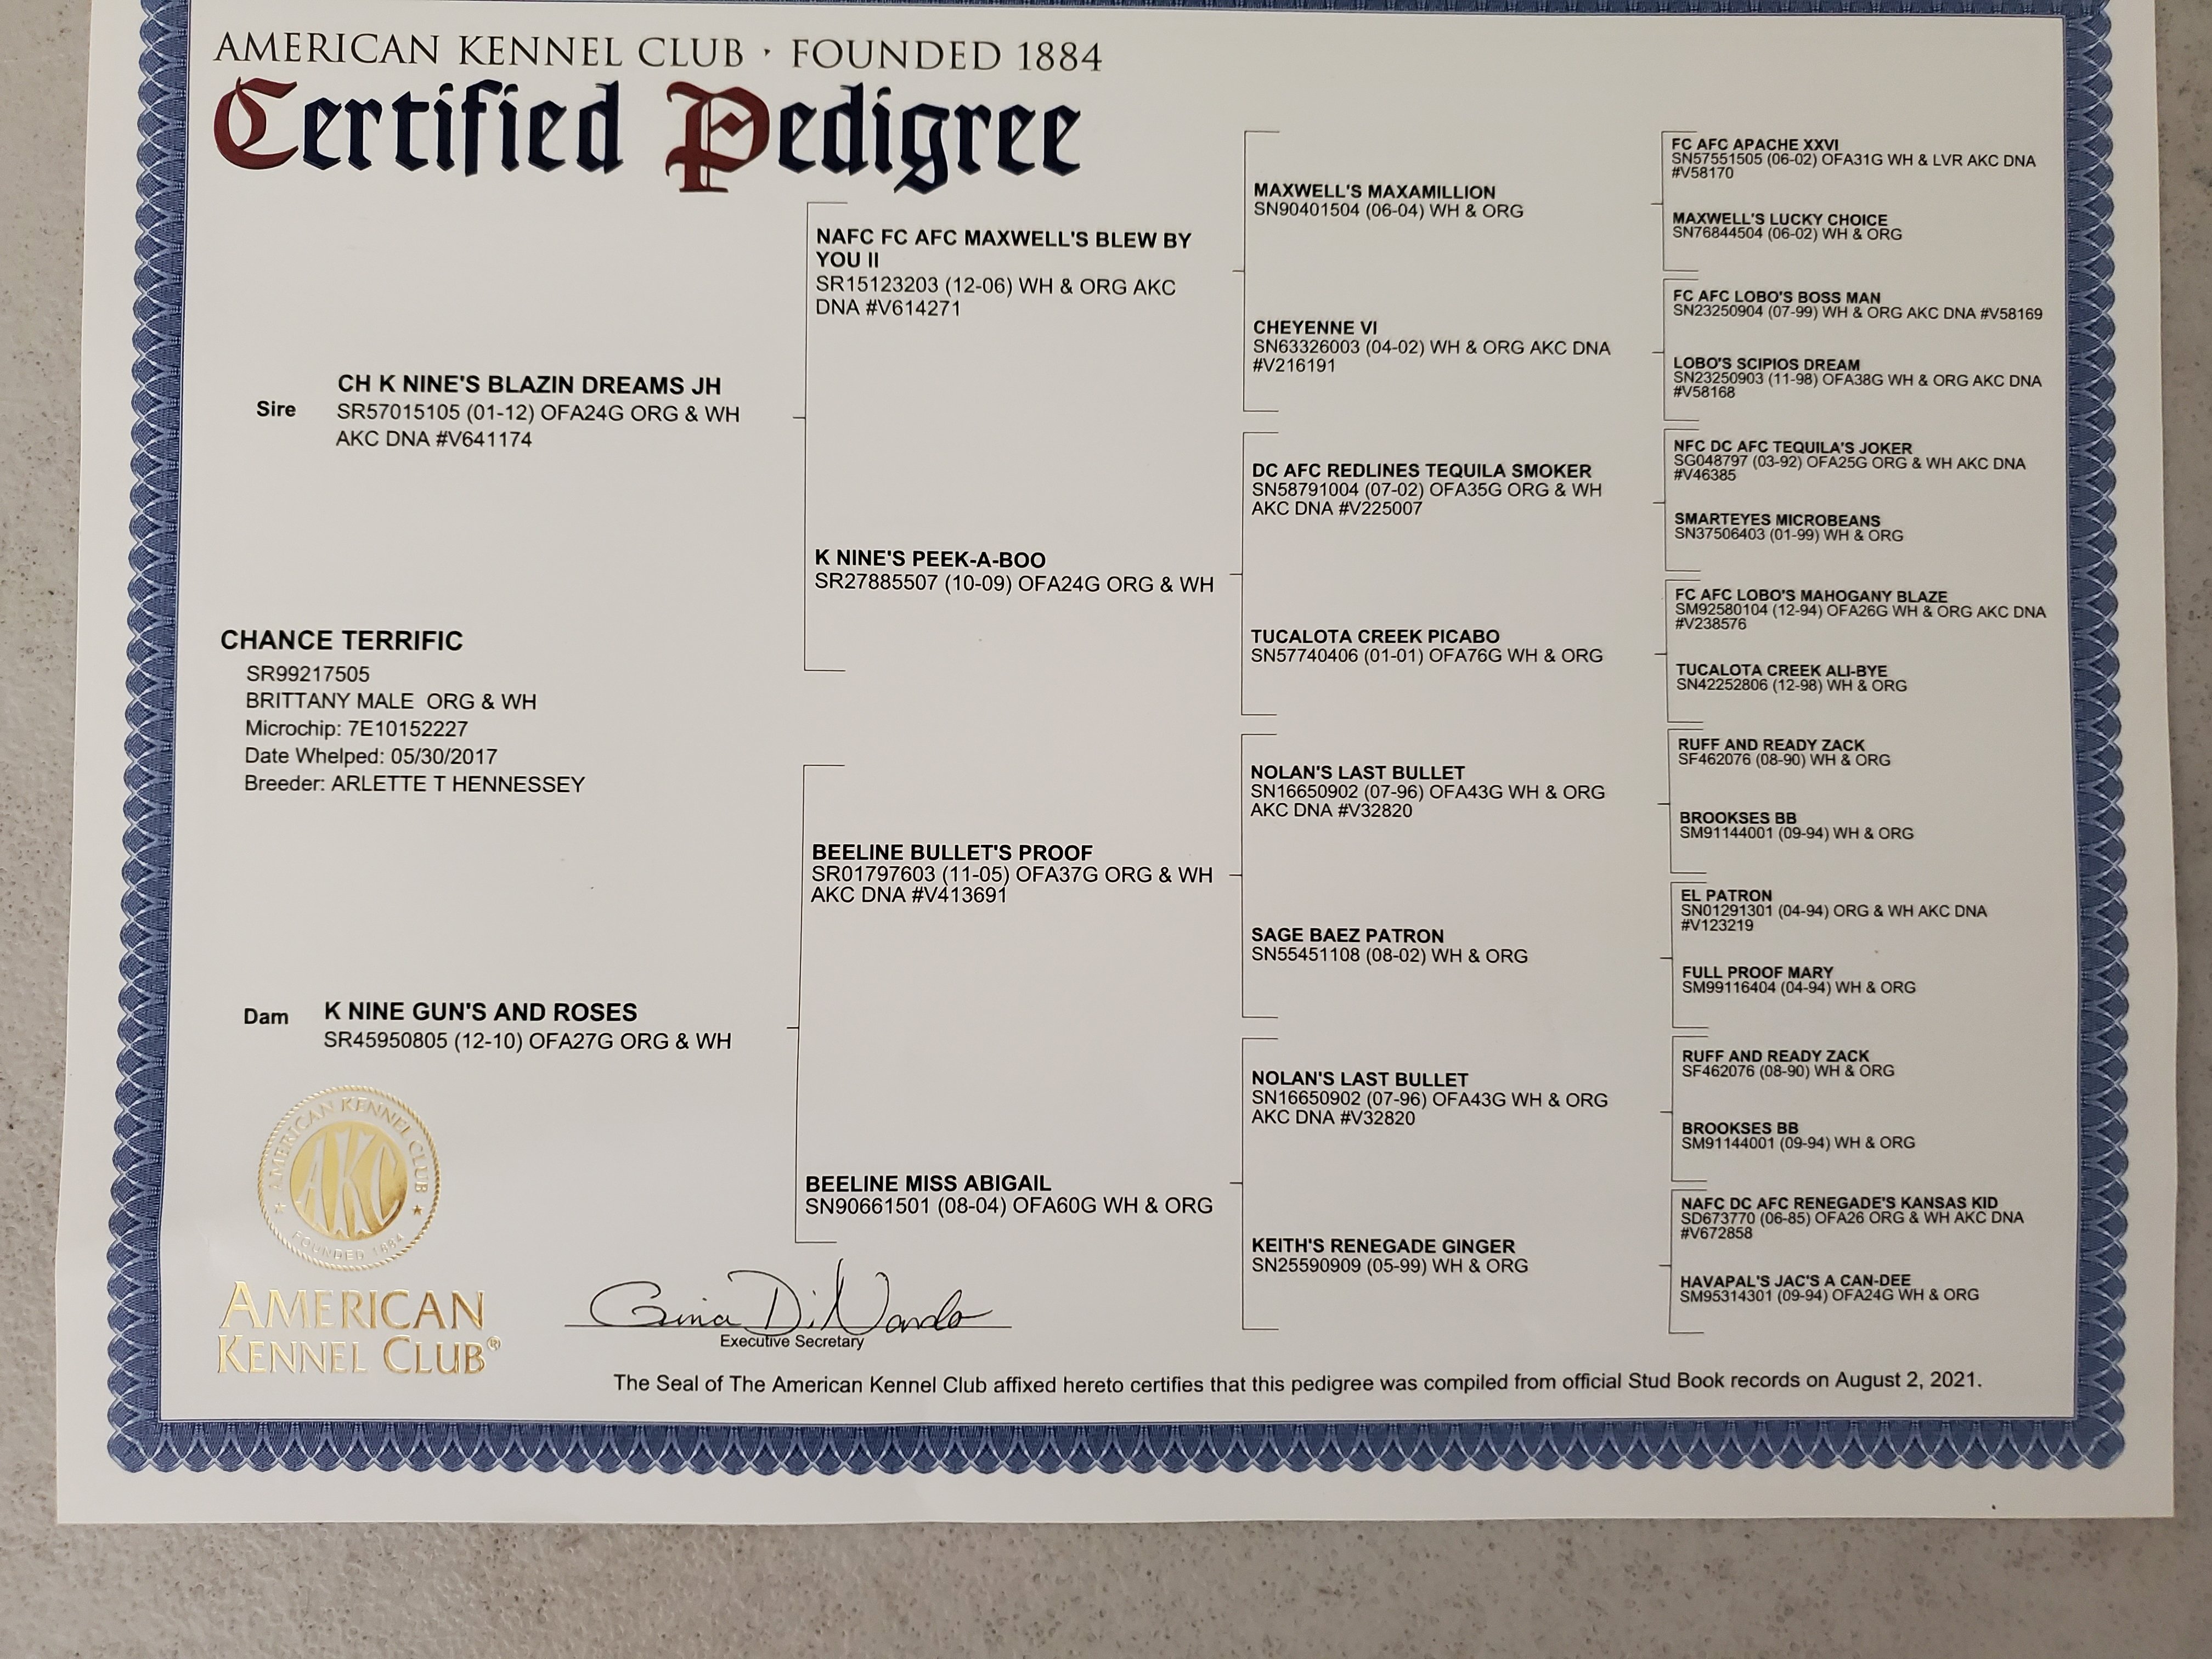 AMERICAN KENNEL CLUB · FOUNDED 1884
Certified Pedigree
Sire
CH K NINE'S BLAZIN DREAMS JH
SR57015105 (01-12) OFA24G ORG & WH
AKC DNA #V641174
CHANCE TERRIFIC
SR99217505
BRITTANY MALE ORG & WH
Microchip: 7E10152227
Date Whelped: 05/30/2017
Breeder: ARLETTE T HENNESSEY
Dam
K NINE GUN'S AND ROSES
SR45950805 (12-10) OFA27G ORG & WH
NAFC FC AFC MAXWELL'S BLEW BY
YOU II
SR15123203 (12-06) WH & ORG AKC
DNA #V614271
K NINE'S PEEK-A-BOO
SR27885507 (10-09) OFA24G ORG & WH
BEELINE BULLET'S PROOF
SR01797603 (11-05) OFA37G ORG & WH
AKC DNA #V413691
BEELINE MISS ABIGAIL
SN90661501 (08-04) OFA60G WH & ORG
MAXWELL'S MAXAMILLION
SN90401504 (06-04) WH & ORG
CHEYENNE VI
SN63326003 (04-02) WH & ORG AKC DNA
#V216191
DC AFC REDLINES TEQUILA SMOKER
SN58791004 (07-02) OFA35G ORG & WH
AKC DNA #V225007
TUCALOTA CREEK PICABO
SN57740406 (01-01) OFA76G WH & ORG
NOLAN'S LAST BULLET
SN16650902 (07-96) OFA43G WH & ORG
AKC DNA #V32820
SAGE BAEZ PATRON
SN55451108 (08-02) WH & ORG
NOLAN'S LAST BULLET
SN16650902 (07-96) OFA43G WH & ORG
AKC DNA #V32820
KEITH'S RENEGADE GINGER
SN25590909 (05-99) WH & ORG
FC AFC APACHE XXVI
SN57551505 (06-02) OFA31G WH & LVR AKC DNA
#V58170
MAXWELL'S LUCKY CHOICE
SN76844504 (06-02) WH & ORG
FC AFC LOBO'S BOSS MAN
SN23250904 (07-99) WH & ORG AKC DNA #V58169
LOBO'S SCIPIOS DREAM
SN23250903 (11-98) OFA38G WH & ORG AKC DNA
#V58168
NFC DC AFC TEQUILA'S JOKER
SG048797 (03-92) OFA25G ORG & WH AKC DNA
#V46385
SMARTEYES MICROBEANS
SN37506403 (01-99) WH & ORG
FC AFC LOBO'S MAHOGANY BLAZE
SM92580104 (12-94) OFA26G WH & ORG AKC DNA
#V238576
TUCALOTA CREEK ALI-BYE
SN42252806 (12-98) WH & ORG
RUFF AND READY ZACK
SF462076 (08-90) WH & ORG
BROOKSES BB
SM91144001 (09-94) WH & ORG
EL PATRON
SN01291301 (04-94) ORG & WH AKC DNA
#V123219
FULL PROOF MARY
SM99116404 (04-94) WH & ORG
RUFF AND READY ZACK
SF462076 (08-90) WH & ORG
BROOKSES BB
SM91144001 (09-94) WH & ORG
NAFC DC AFC RENEGADE'S KANSAS KID
SD673770 (06-85) OFA26 ORG & WH AKC DNA
#V672858
HAVAPAL'S JAC'S A CAN-DEE
SM95314301 (09-94) OFA24G WH & ORG
AMERICAN KENNEL CLUB
AKC
FOUNDED 1884
AMERICAN
KENNEL CLUB®
Gina DiNardo
Executive Secretary
The Seal of The American Kennel Club affixed hereto certifies that this pedigree was compiled from official Stud Book records on August 2, 2021.